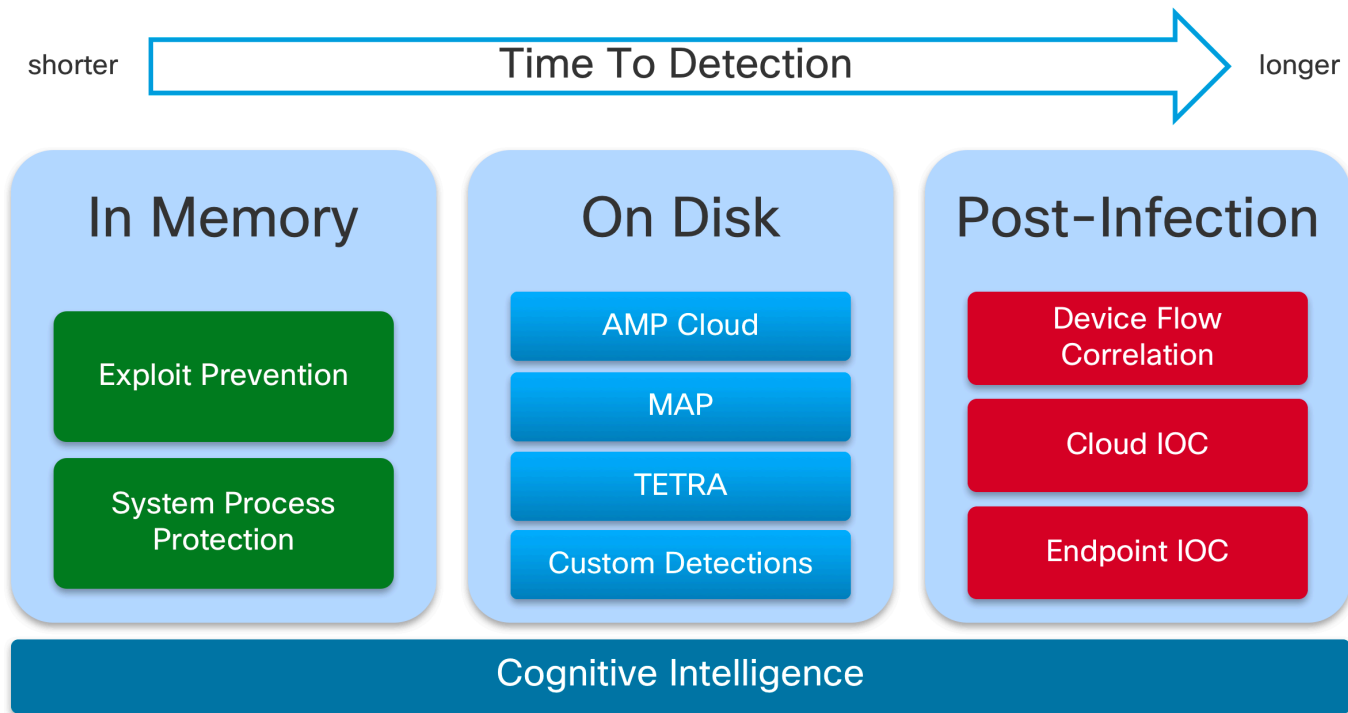 shorter
Time To Detection
longer
In Memory
On Disk
Post-Infection
Exploit Prevention
System Process
Protection
AMP Cloud
MAP
TETRA
Custom Detections
Device Flow
Correlation
Cloud IOC
Endpoint IOC
Cognitive Intelligence